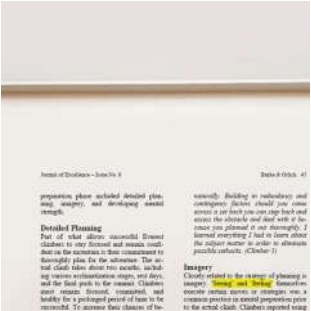 Journal of Excellence – Issue No. 8
Burke & Orlick 47
preparation phase included detailed plan-
ning, imagery, and developing mental
strength.
Detailed Planning
Part of what allows successful Everest
climbers to stay focused and remain confi-
dent on the mountain is their commitment to
thoroughly plan for the adventure. The ac-
tual climb takes about two months, includ-
ing various acclimatization stages, rest days,
and the final push to the summit. Climbers
must remain focused, committed, and
healthy for a prolonged period of time to be
successful. To increase their chances of be-
naturally. Building in redundancy and
contingency factors should you come
across a set back you can step back and
assess the obstacle and deal with it be-
cause you planned it out thoroughly. I
learned everything I had to learn about
the subject matter in order to eliminate
possible setbacks. (Climber 1)
Imagery
Closely related to the strategy of planning is
imagery. 'Seeing' and 'feeling' themselves
execute certain moves or strategies was a
common practice in mental preparation prior
to the actual climb. Climbers reported using